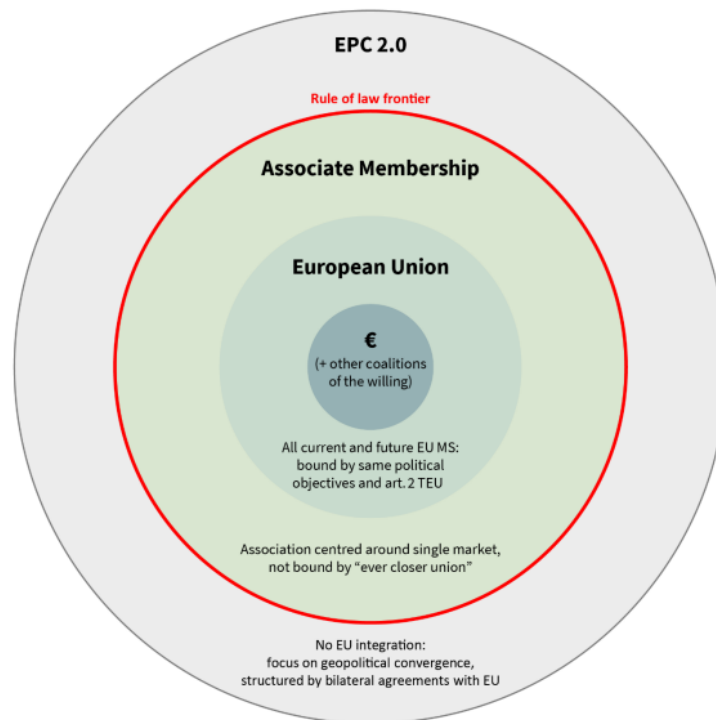 EPC 2.0
Rule of law frontier
Associate Membership
European Union
€
(+ other coalitions
of the willing)
All current and future EU MS:
bound by same political
objectives and art. 2 TEU
Association centred around single market,
not bound by “ever closer union”
No EU integration:
focus on geopolitical convergence,
structured by bilateral agreements with EU